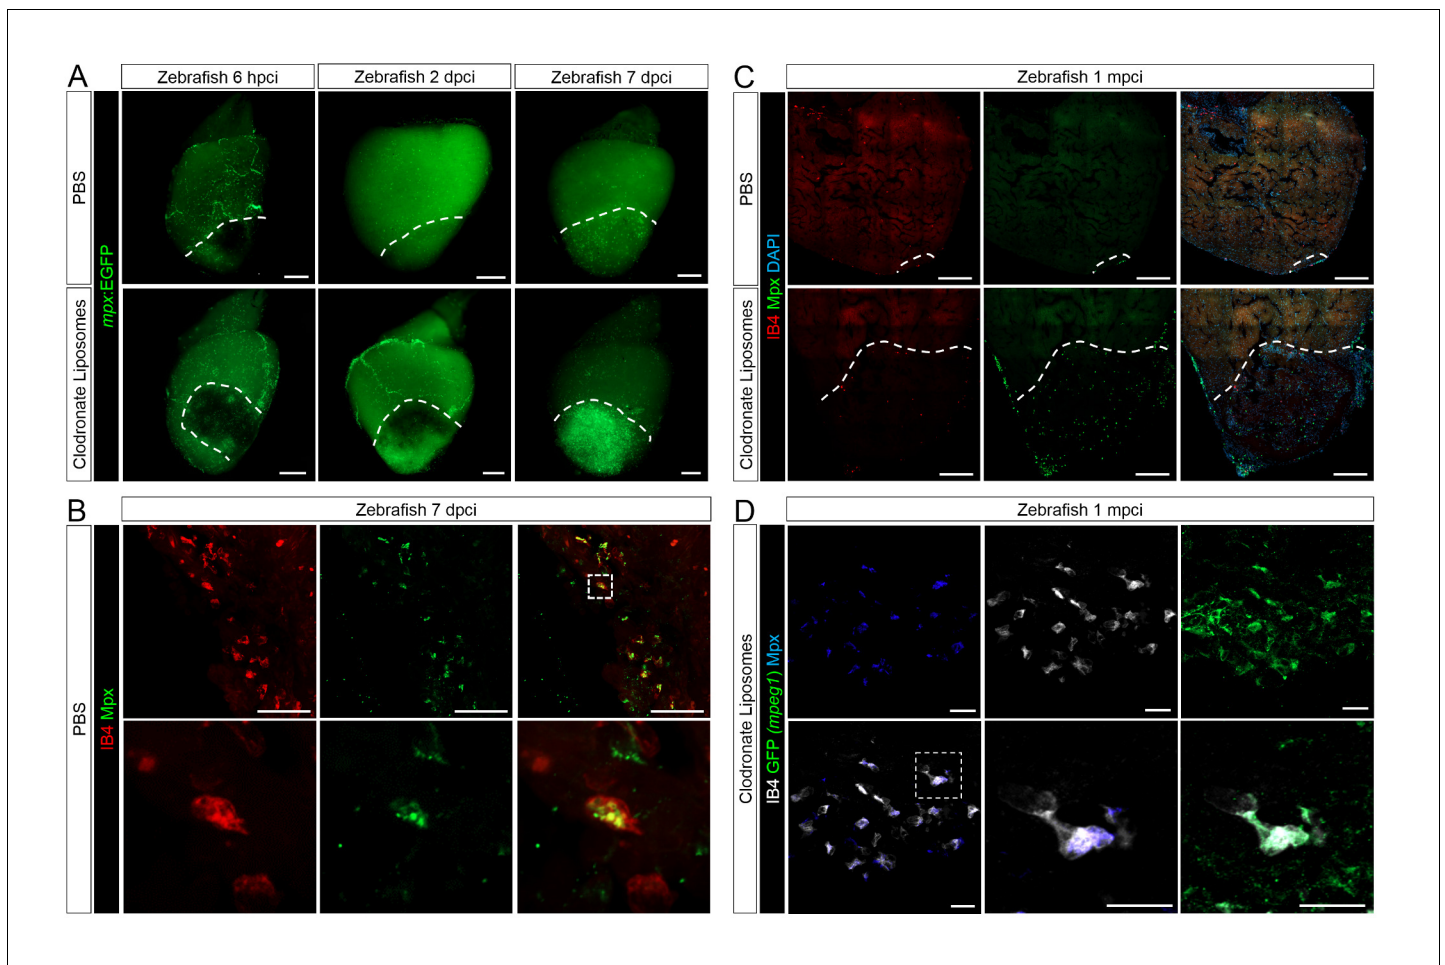 A
Zebrafish 6 hpci
Zebrafish 2 dpci
Zebrafish 7 dpci
PBS
Clodronate Liposomes
mpx:EGFP
B
Zebrafish 7 dpci
PBS
IB4 Mpx
C
Zebrafish 1 mpci
PBS
Clodronate Liposomes
IB4 Mpx DAPI
D
Zebrafish 1 mpci
Clodronate Liposomes
IB4 GFP (mpeg1) Mpx